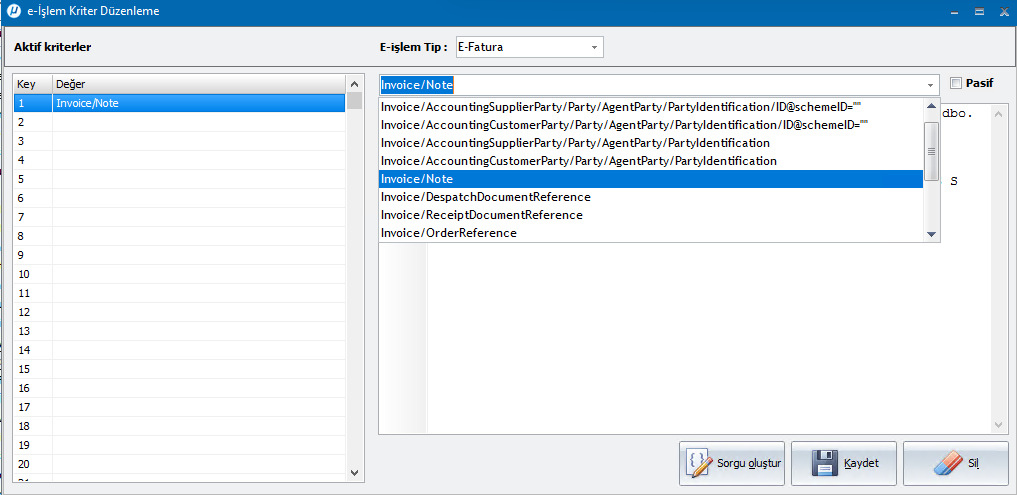 e-İşlem Kriter Düzenleme
Aktif kriterler
E-işlem Tip :
E-Fatura
Key
Değer
1
Invoice/Note
2
3
4
5
6
7
8
9
10
11
12
13
14
15
16
17
18
19
20
Invoice/Note
Pasif
Invoice/AccountingSupplierParty/Party/AgentParty/PartyIdentification/ID@schemeID=""
Invoice/AccountingCustomerParty/Party/AgentParty/PartyIdentification/ID@schemeID=""
Invoice/AccountingSupplierParty/Party/AgentParty/PartyIdentification
Invoice/AccountingCustomerParty/Party/AgentParty/PartyIdentification
Invoice/Note
Invoice/DespatchDocumentReference
Invoice/ReceiptDocumentReference
Invoice/OrderReference
dbo.
S
Sorgu oluştur
Kaydet
Sil